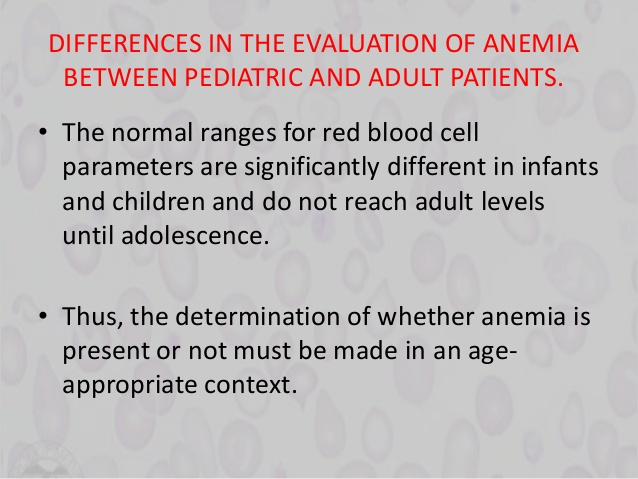 DIFFERENCES IN THE EVALUATION OF ANEMIA
BETWEEN PEDIATRIC AND ADULT PATIENTS.
• The normal ranges for red blood cell
parameters are significantly different in infants
and children and do not reach adult levels
until adolescence.
• Thus, the determination of whether anemia is
present or not must be made in an age-
appropriate context.